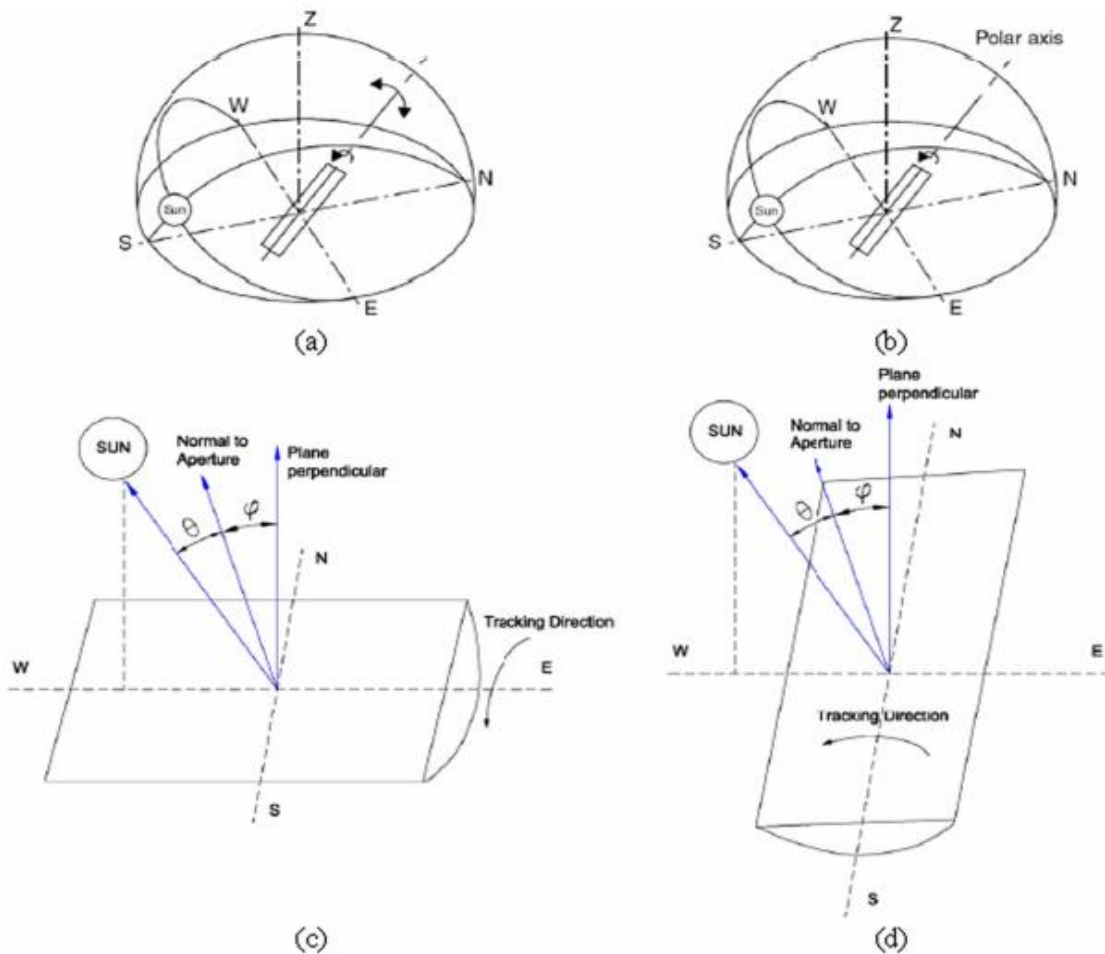 Z
W
N
Sun
S
E
(a)
Z
Polar axis
W
N
Sun
S
E
(b)
SUN
Normal to
Aperture
Plane
perpendicular
θ
φ
N
Tracking Direction
W
E
S
(c)
Plane
perpendicular
SUN
Normal to
Aperture
N
θ
φ
W
E
Tracking Direction
S
(d)